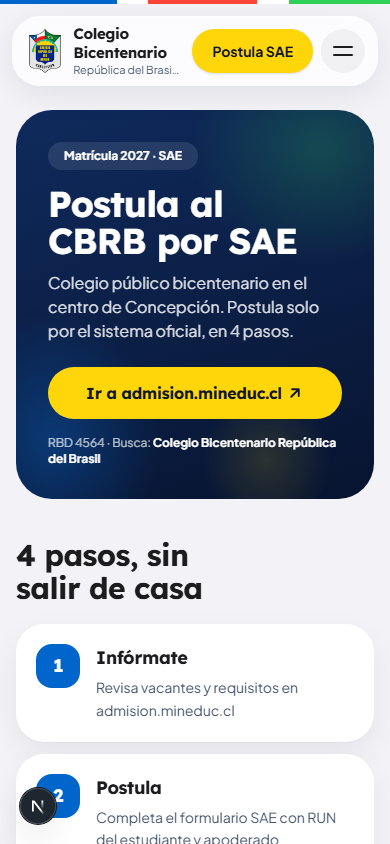 Colegio
Bicentenario
República del Brasi...
Postula SAE
Matrícula 2027 · SAE
Postula al
CBRB por SAE
Colegio público bicentenario en el
centro de Concepción. Postula solo
por el sistema oficial, en 4 pasos.
Ir a admision.mineduc.cl
RBD 4564 · Busca: Colegio Bicentenario República
del Brasil
4 pasos, sin
salir de casa
1
Infórmate
Revisa vacantes y requisitos en
admision.mineduc.cl
2
Postula
Completa el formulario SAE con RUN
del estudiante y apoderado
N